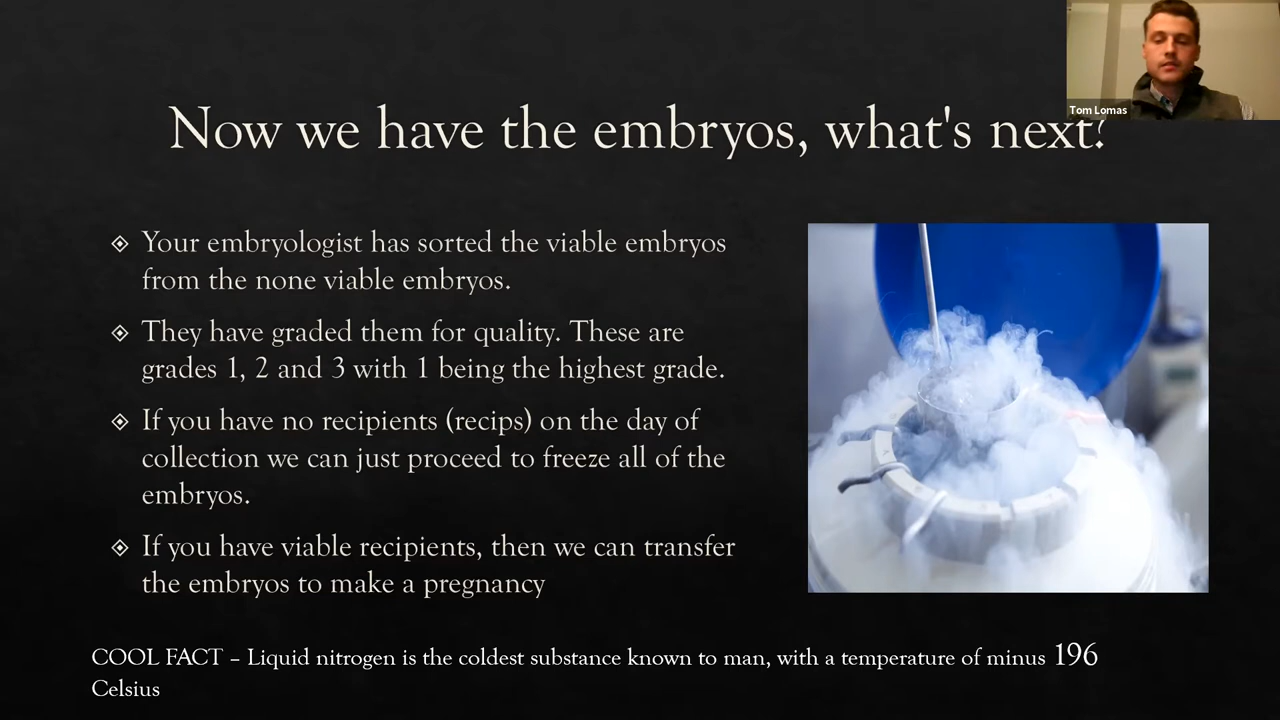 Tom Lomas
Now we have the embryos, what's next?
Your embryologist has sorted the viable embryos
from the none viable embryos.
They have graded them for quality. These are
grades 1, 2 and 3 with 1 being the highest grade.
If you have no recipients (recips) on the day of
collection we can just proceed to freeze all of the
embryos.
If you have viable recipients, then we can transfer
the embryos to make a pregnancy
COOL FACT – Liquid nitrogen is the coldest substance known to man, with a temperature of minus 196
Celsius